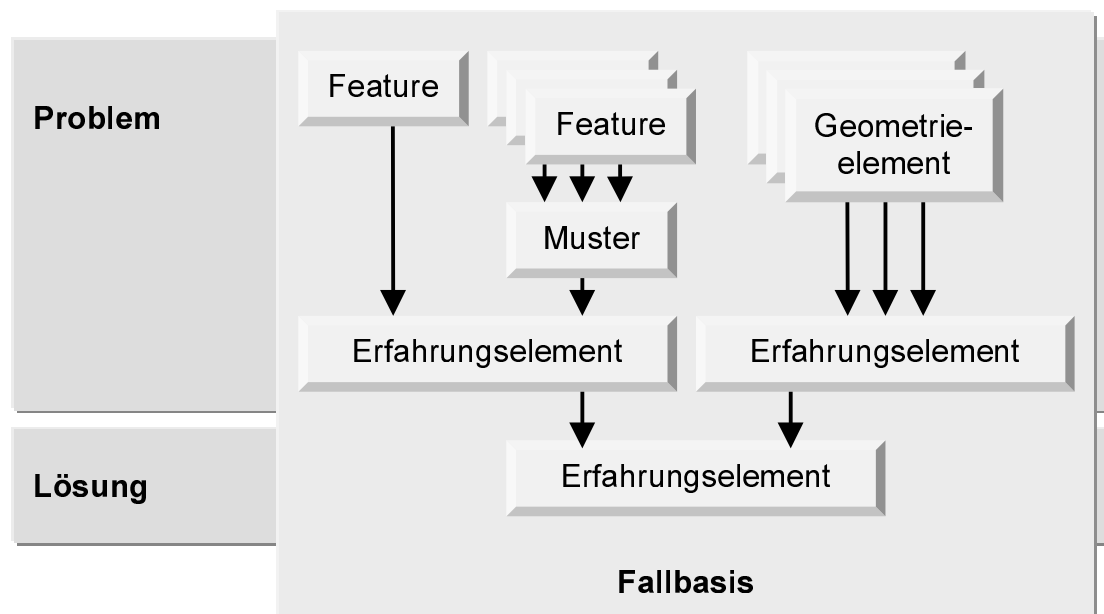 Problem
Feature
Feature
Geometrie-
element
Muster
Erfahrungselement
Erfahrungselement
Lösung
Erfahrungselement
Fallbasis